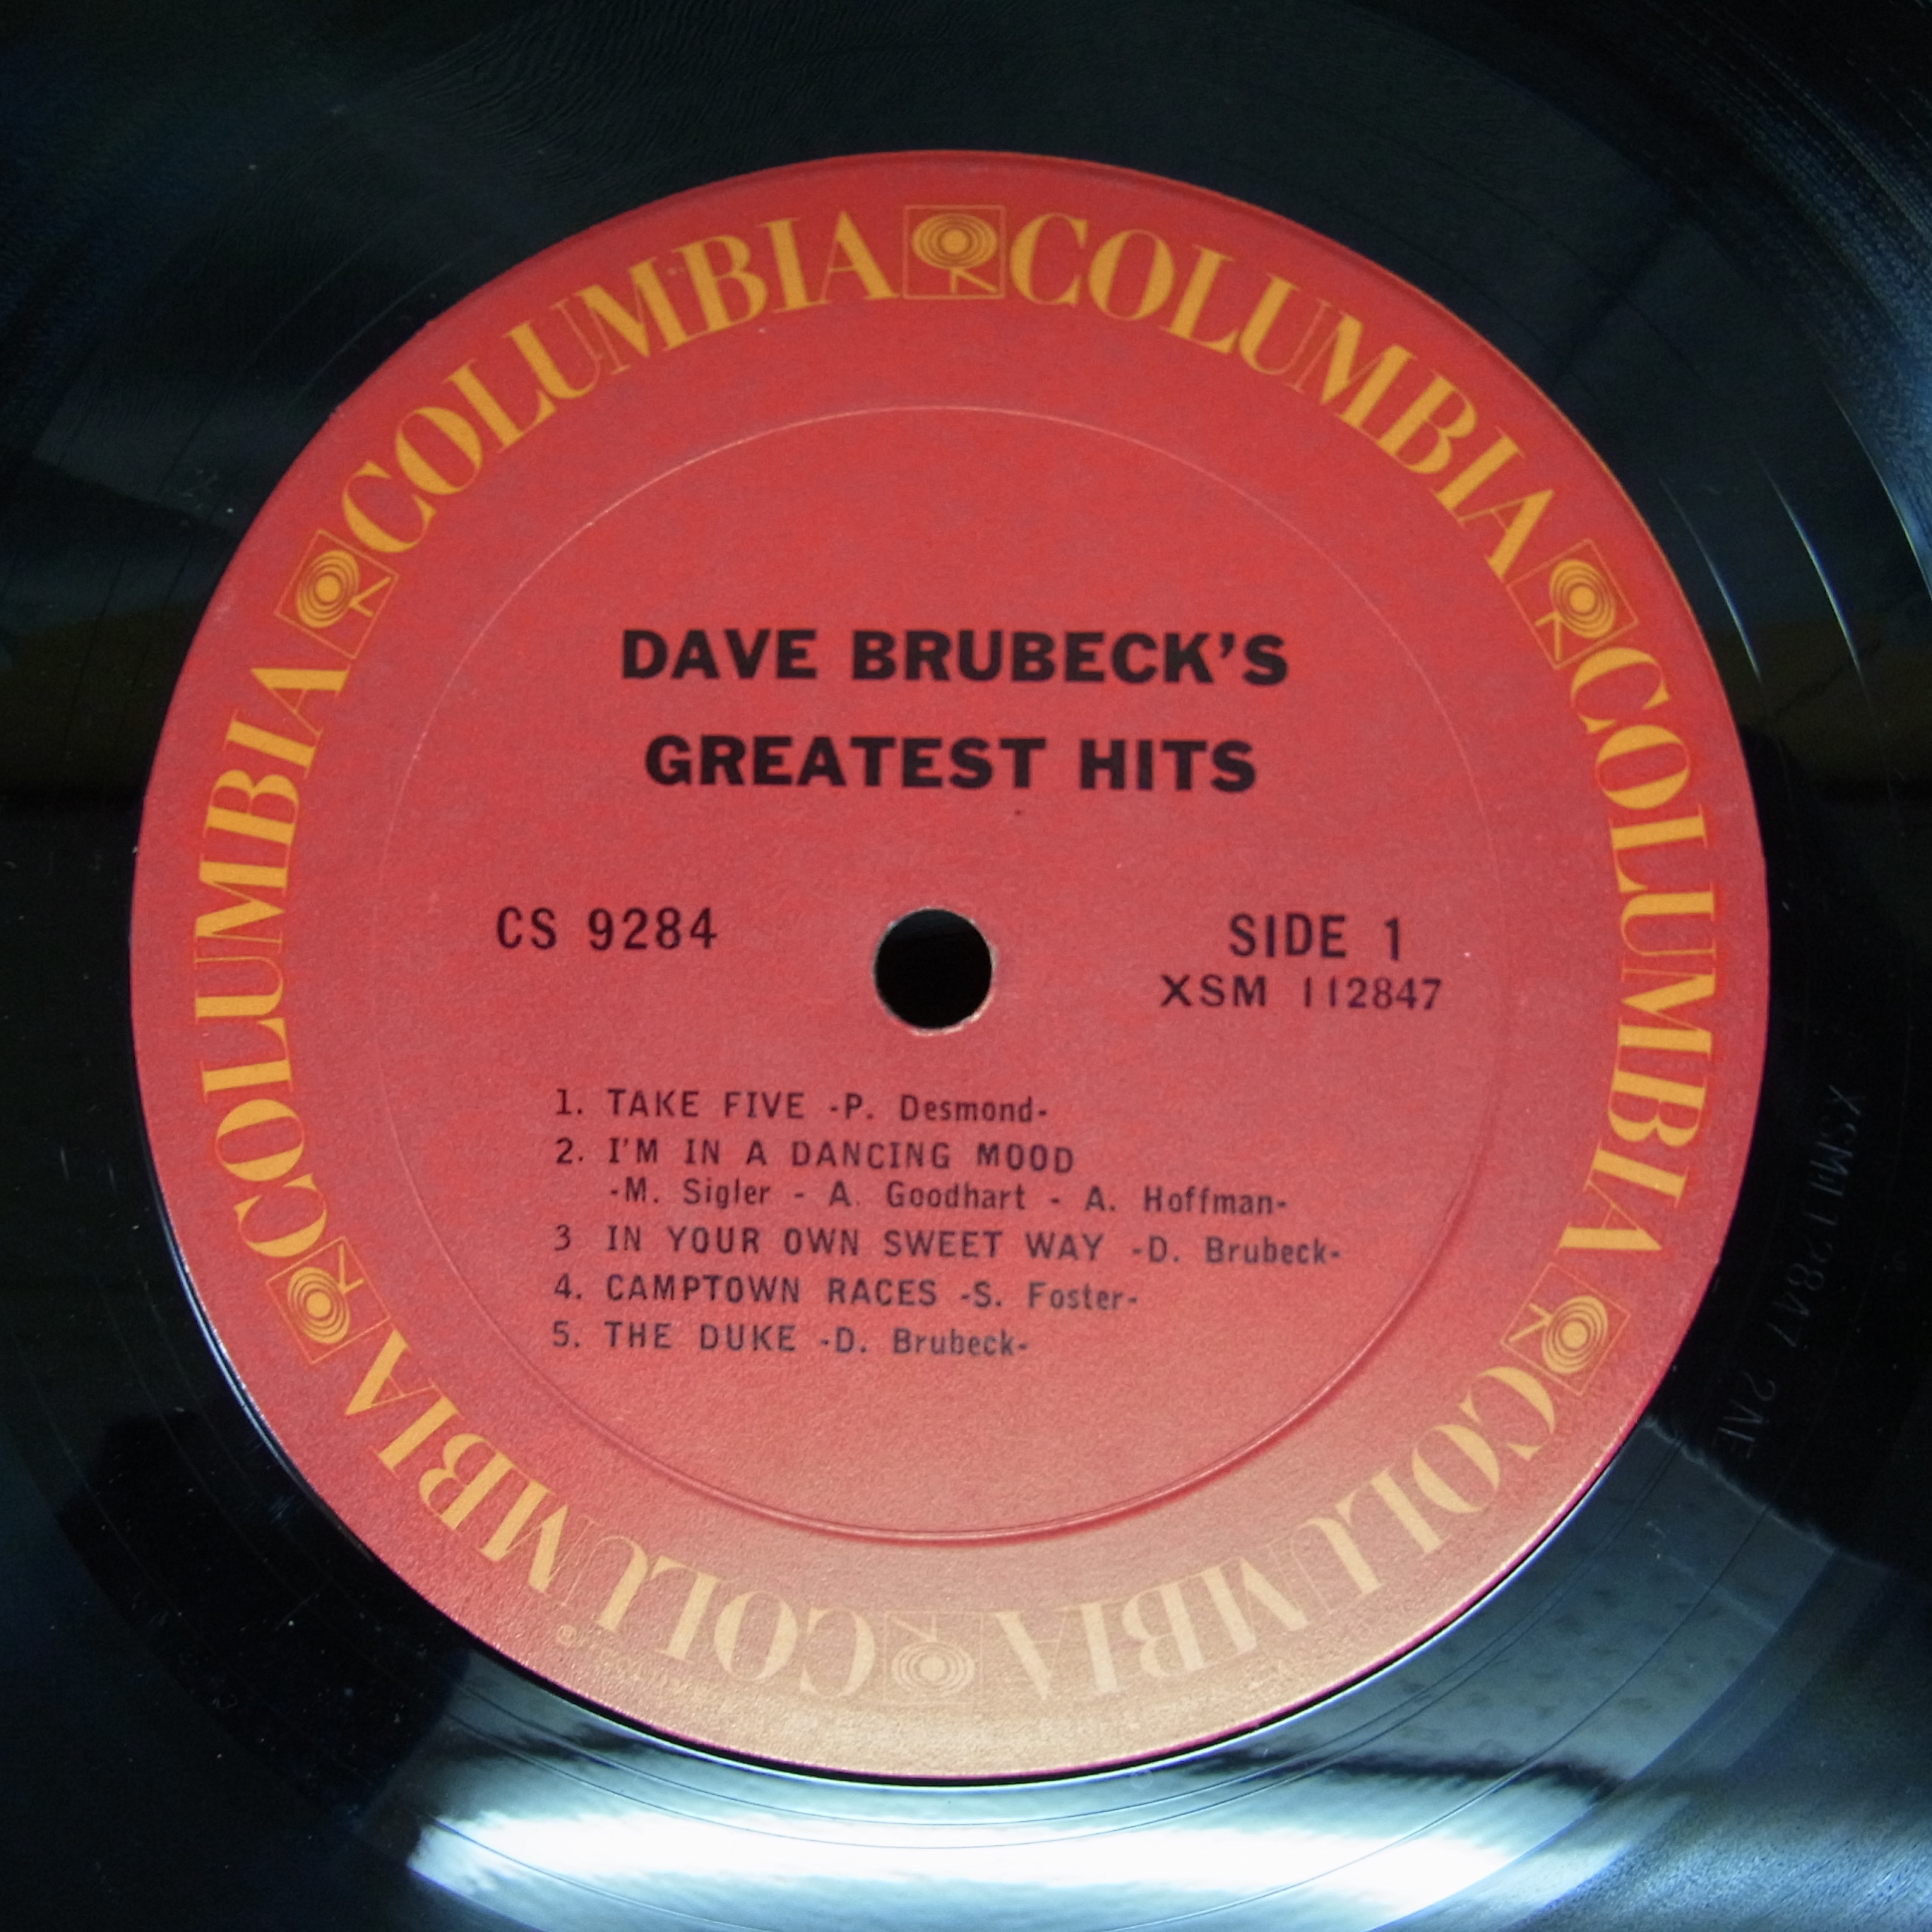 COLUMBIA COLUMBIA COLUMBIA COLUMBIA COLUMBIA COLUMBIA
DAVE BRUBECK'S
GREATEST HITS
CS 9284
SIDE 1
XSM 112847
1. TAKE FIVE -P. Desmond-
2. I'M IN A DANCING MOOD
-M. Sigler - A. Goodhart - A. Hoffman-
3 IN YOUR OWN SWEET WAY -D. Brubeck-
4. CAMPTOWN RACES -S. Foster-
5. THE DUKE -D. Brubeck-